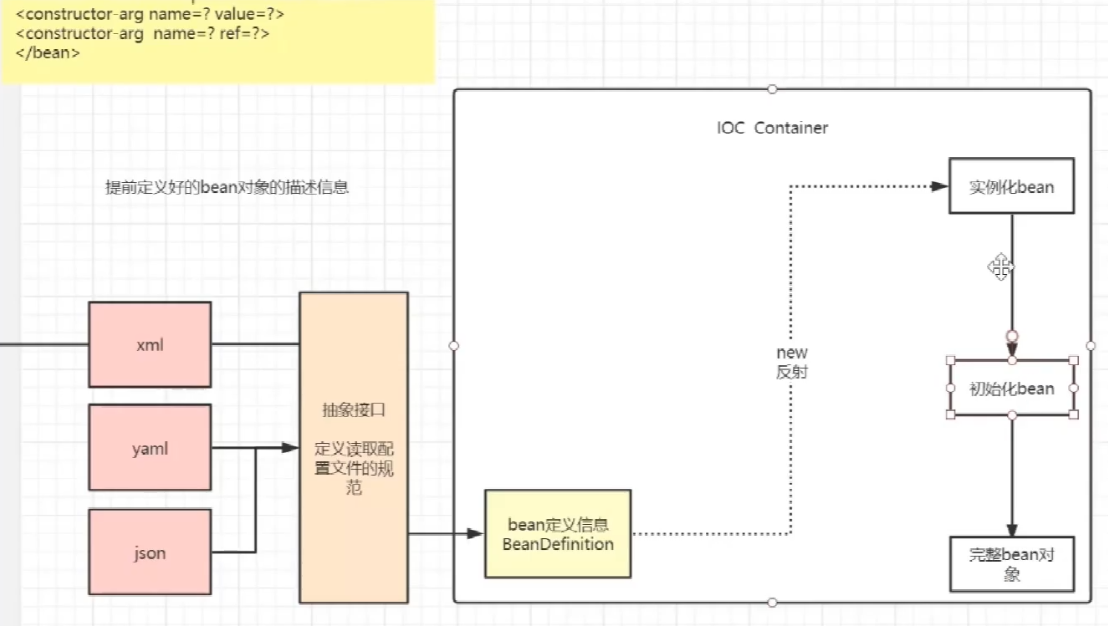 <constructor-arg name=? value=?>
<constructor-arg  name=? ref=?>
</bean>
IOC  Container
提前定义好的bean对象的描述信息
实例化bean
xml
new
反射
初始化bean
抽象接口
yaml
定义读取配
置文件的规
范
bean定义信息
BeanDefinition
json
完整bean对
象